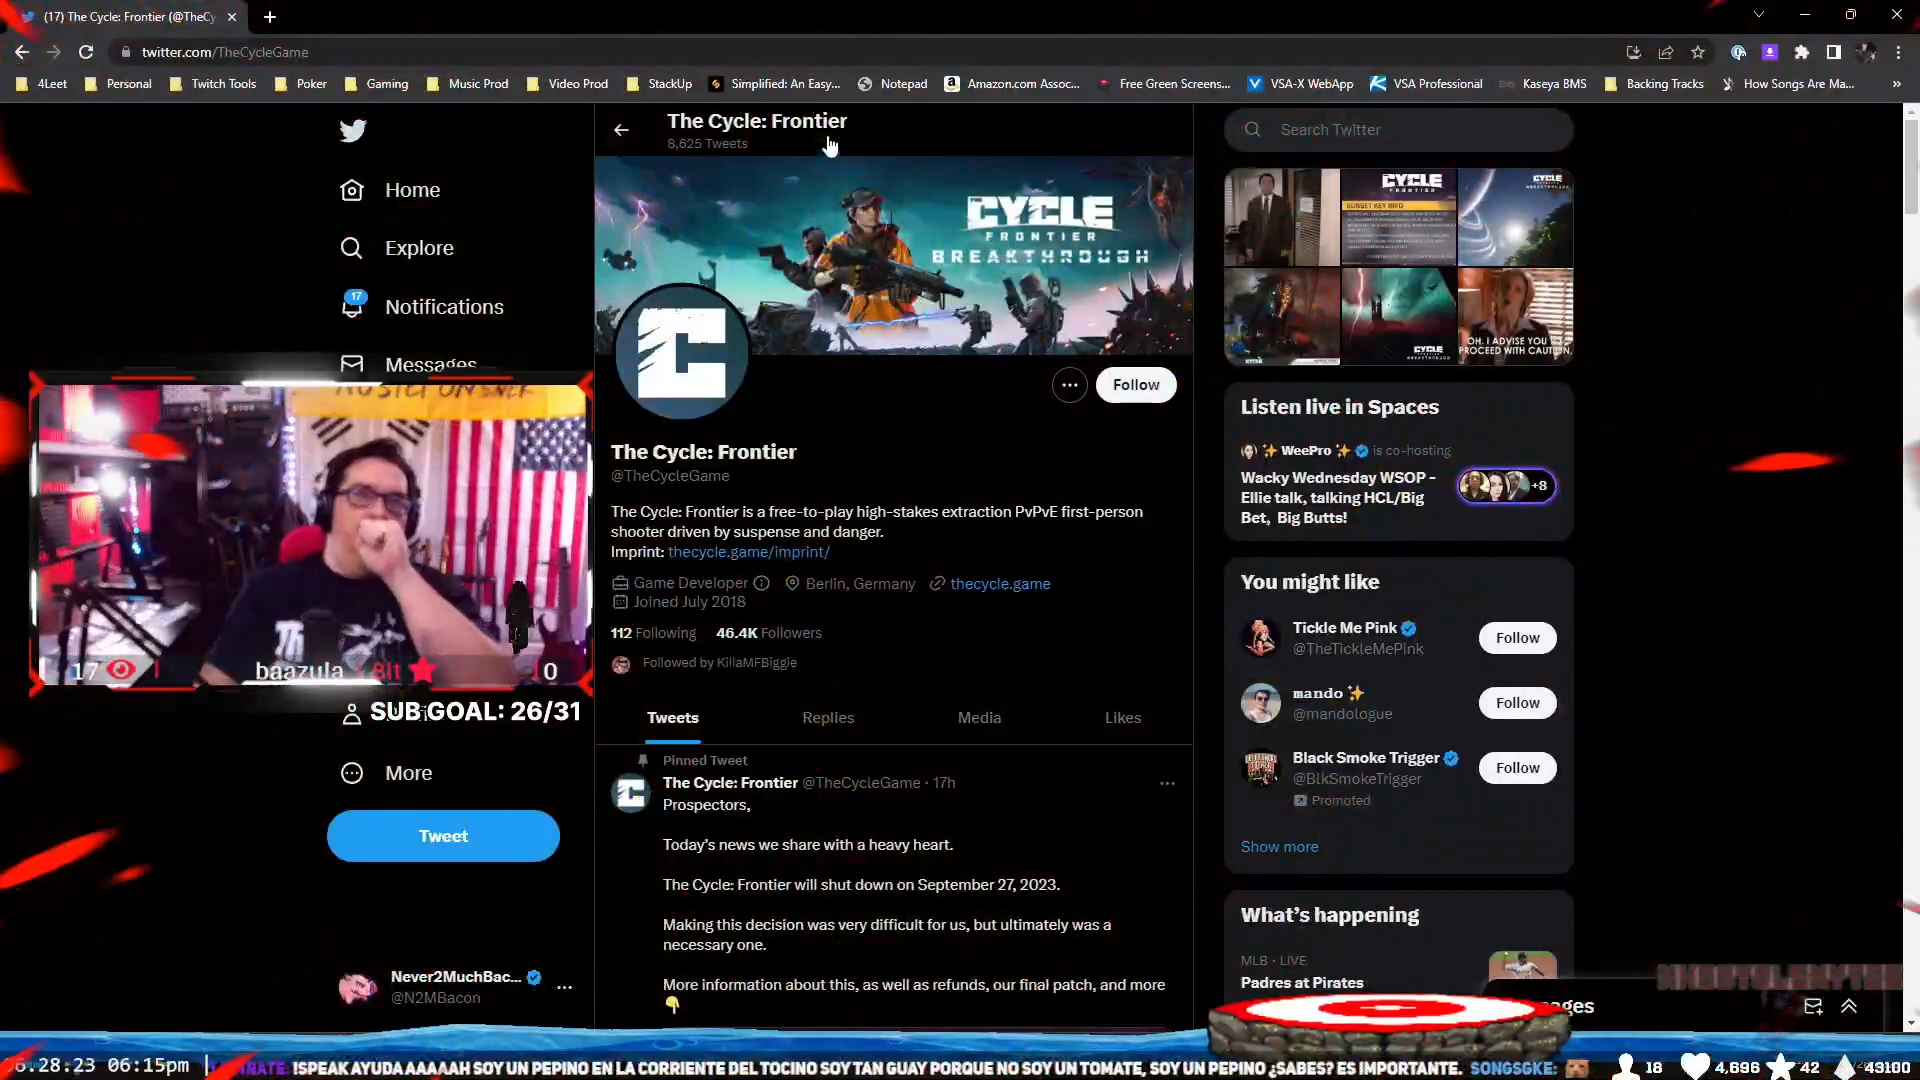 (17) The Cycle: Frontier (@TheCy
twitter.com/TheCycleGame
4Leet
Personal
Twitch Tools
Poker
Gaming
Music Prod
Video Prod
StackUp
Simplified: An Easy...
Notepad
Amazon.com Assoc...
Free Green Screens...
VSA-X WebApp
VSA Professional
Kaseya BMS
Backing Tracks
How Songs Are Ma...
Home
Explore
17
Notifications
Messages
17
baazula
Bit
0
SUB GOAL: 26/31
More
Tweet
Never2MuchBac...
@N2MBacon
The Cycle: Frontier
8,625 Tweets
CYCLE
FRONTIER
BREAKTHROUGH
Follow
The Cycle: Frontier
@TheCycleGame
The Cycle: Frontier is a free-to-play high-stakes extraction PvPvE first-person
shooter driven by suspense and danger.
Imprint: thecycle.game/imprint/
Game Developer
Berlin, Germany
thecycle.game
Joined July 2018
112 Following 46.4K Followers
Followed by KillaMFBiggie
Tweets
Replies
Media
Likes
Pinned Tweet
The Cycle: Frontier @TheCycleGame · 17h
Prospectors,
Today's news we share with a heavy heart.
The Cycle: Frontier will shut down on September 27, 2023.
Making this decision was very difficult for us, but ultimately was a
necessary one.
More information about this, as well as refunds, our final patch, and more
Search Twitter
CYCLE
SUNSET KEY INFO
CYCLE
CYCLE
OH. I ADVISE YOU
PROCEED WITH CAUTION.
Listen live in Spaces
WeePro is co-hosting
Wacky Wednesday WSOP -
Ellie talk, talking HCL/Big
Bet, Big Butts!
+8
You might like
Tickle Me Pink
@TheTickleMePink
Follow
mando
@mandologue
Follow
Black Smoke Trigger
@BlkSmokeTrigger
Promoted
Follow
Show more
What's happening
MLB · LIVE
Padres at Pirates
6.28.23 06:15pm
!SPEAK AYUDA AAAAAH SOY UN PEPINO EN LA CORRIENTE DEL TOCINO SOY TAN GUAY PORQUE NO SOY UN TOMATE, SOY UN PEPINO ¿SABES? ES IMPORTANTE. SONGSGKE:
18
4,696
42
43100